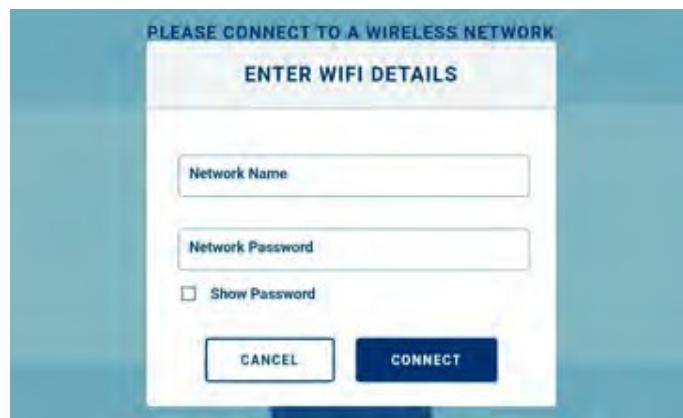 PLEASE CONNECT TO A WIRELESS NETWORK
ENTER WIFI DETAILS
Network Name
Network Password
Show Password
CANCEL CONNECT